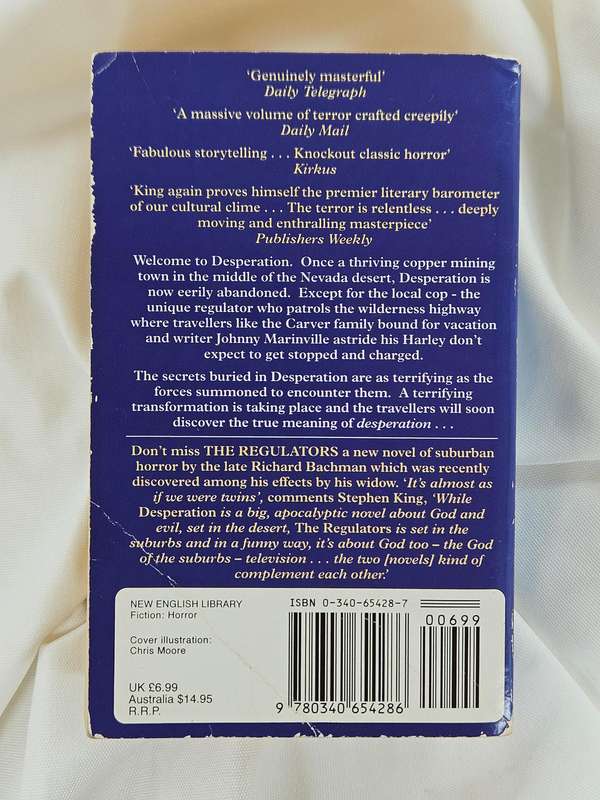 ‘Genuinely masterful’
Daily Telegraph
‘A massive volume of terror crafted creepily’
Daily Mail
‘Fabulous storytelling . . . Knockout classic horror’
Kirkus
‘King again proves himself the premier literary barometer
of our cultural clime . . . The terror is relentless . . . deeply
moving and enthralling masterpiece’
Publishers Weekly
Welcome to Desperation. Once a thriving copper mining
town in the middle of the Nevada desert, Desperation is
now eerily abandoned. Except for the local cop - the
unique regulator who patrols the wilderness highway
where travellers like the Carver family bound for vacation
and writer Johnny Marinville astride his Harley don’t
expect to get stopped and charged.
The secrets buried in Desperation are as terrifying as the
forces summoned to encounter them. A terrifying
transformation is taking place and the travellers will soon
discover the true meaning of desperation . . .
Don’t miss THE REGULATORS a new novel of suburban
horror by the late Richard Bachman which was recently
discovered among his effects by his widow. ‘It’s almost as
if we were twins’, comments Stephen King, ‘While
Desperation is a big, apocalyptic novel about God and
evil, set in the desert, The Regulators is set in the
suburbs and in a funny way, it’s about God too – the God
of the suburbs – television . . . the two [novels] kind of
complement each other.’
NEW ENGLISH LIBRARY
Fiction: Horror
Cover illustration:
Chris Moore
UK £6.99
Australia $14.95
R.R.P.
ISBN 0-340-65428-7
00699
9 780340 654286